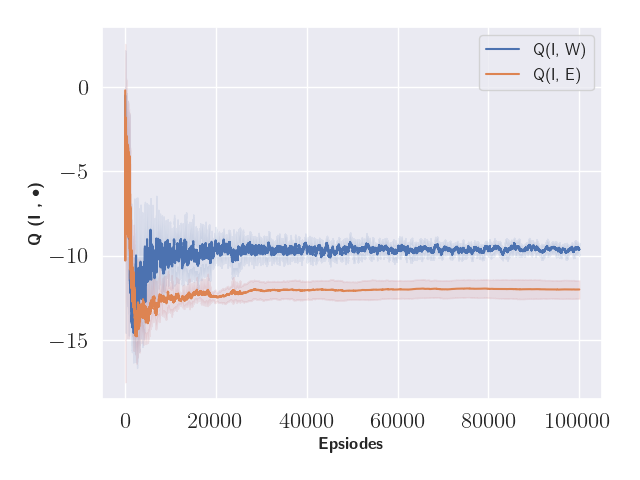 Q(I, W)
Q(I, E)
0
−5
−10
−15
Q (I , •)
0
20000
40000
60000
80000
100000
Epsiodes